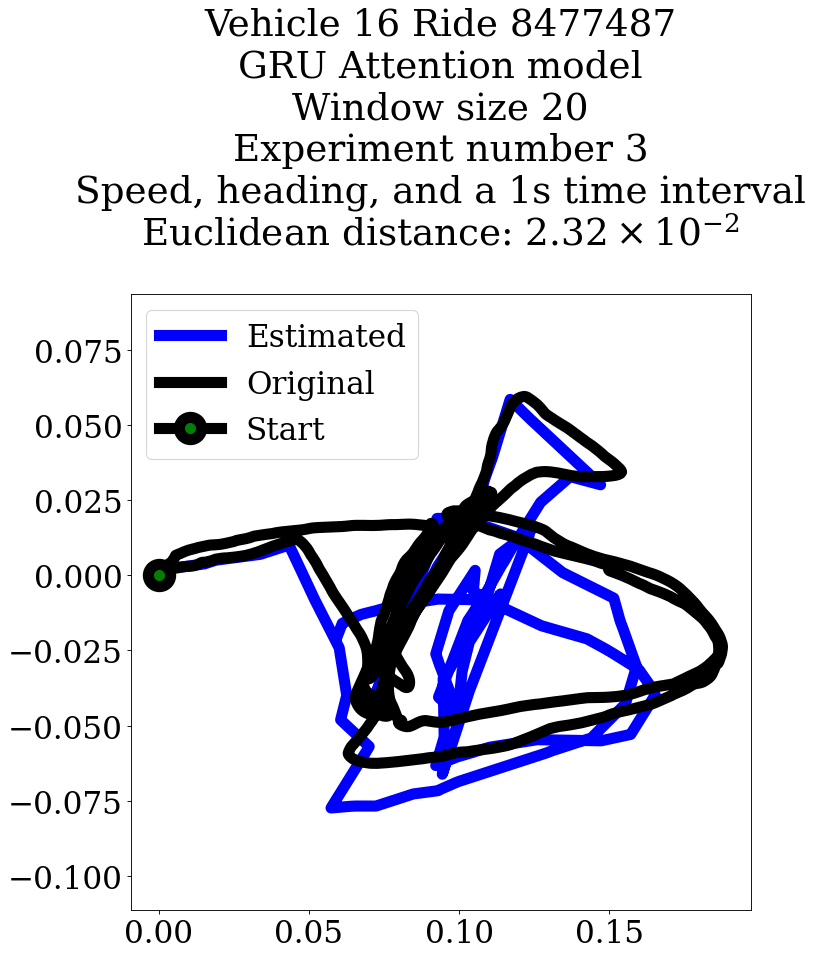 Vehicle 16 Ride 8477487
GRU Attention model
Window size 20
Experiment number 3
Speed, heading, and a 1s time interval
Euclidean distance: 2.32 × 10⁻²
Estimated
Original
Start
0.075
0.050
0.025
0.000
−0.025
−0.050
−0.075
−0.100
0.00 0.05 0.10 0.15